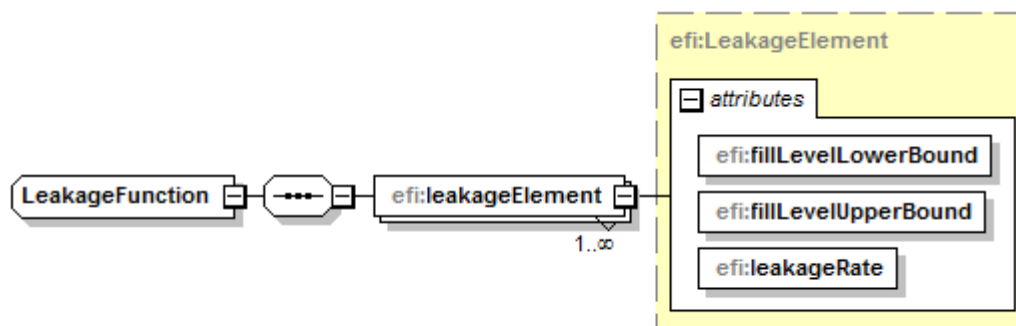 efi:LeakageElement
attributes
efi:fillLevelLowerBound
LeakageFunction
efi:leakageElement
efi:fillLevelUpperBound
1..∞
efi:leakageRate